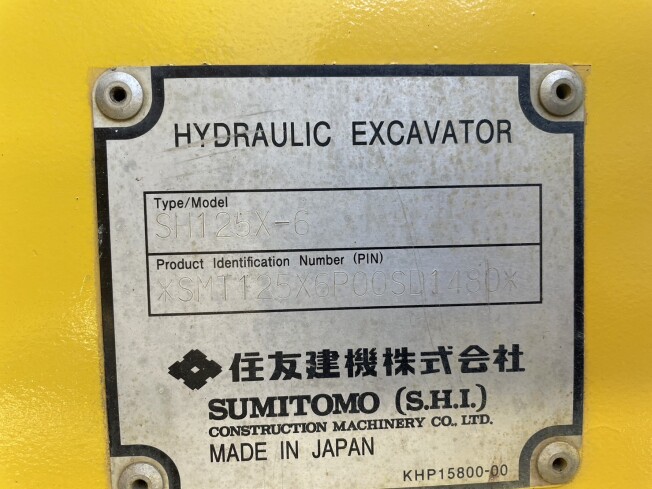 HYDRAULIC EXCAVATOR
Type/Model
SH125X-6
Product Identification Number (PIN)
住友建機株式会社
SUMITOMO (S.H.I.)
CONSTRUCTION MACHINERY CO., LTD.
MADE IN JAPAN
KHP15800-00